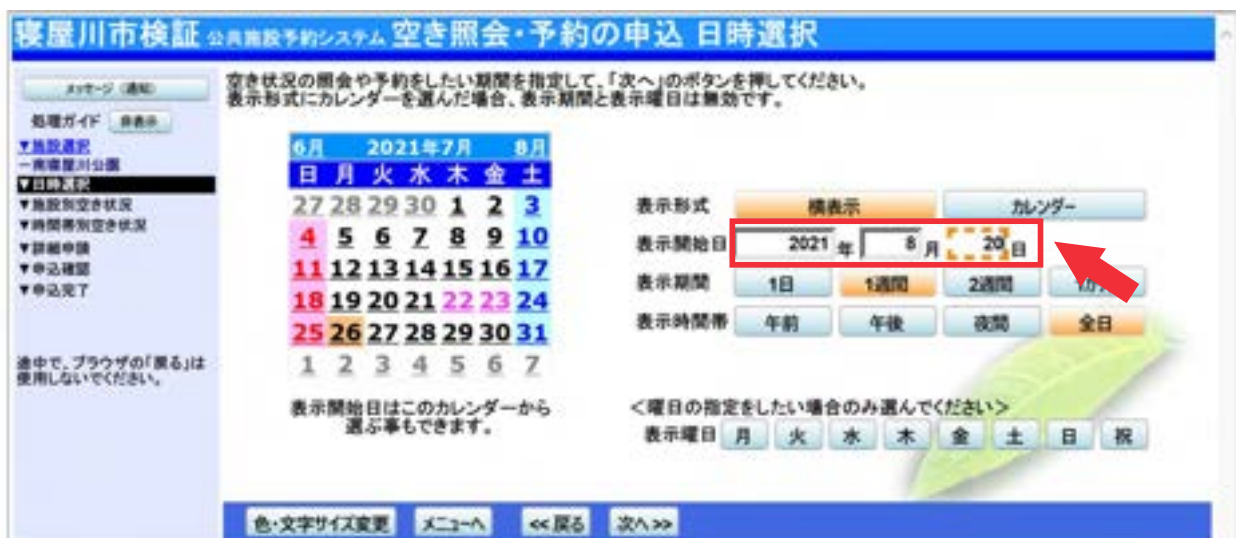 寝屋川市検証 公共施設予約システム 空き照会・予約の申込 日時選択
メッセージ（通知）
処理ガイド 非表示
▼施設選択
ー南寝屋川公園
▼日時選択
▼施設別空き状況
▼時間帯別空き状況
▼詳細申請
▼申込確認
▼申込完了
途中で、ブラウザの「戻る」は
使用しないでください。
空き状況の照会や予約をしたい期間を指定して、「次へ」のボタンを押してください。
表示形式にカレンダーを選んだ場合、表示期間と表示曜日は無効です。
6月 2021年7月 8月
日 月 火 水 木 金 土
27 28 29 30 1 2 3
4 5 6 7 8 9 10
11 12 13 14 15 16 17
18 19 20 21 22 23 24
25 26 27 28 29 30 31
1 2 3 4 5 6 7
表示開始日はこのカレンダーから
選ぶ事もできます。
表示形式 横表示 カレンダー
表示開始日 2021 年 8 月 20 日
表示期間 1日 1週間 2週間
表示時間帯 午前 午後 夜間 全日
＜曜日の指定をしたい場合のみ選んでください＞
表示曜日 月 火 水 木 金 土 日 祝
色・文字サイズ変更 メニューへ <<戻る 次へ>>